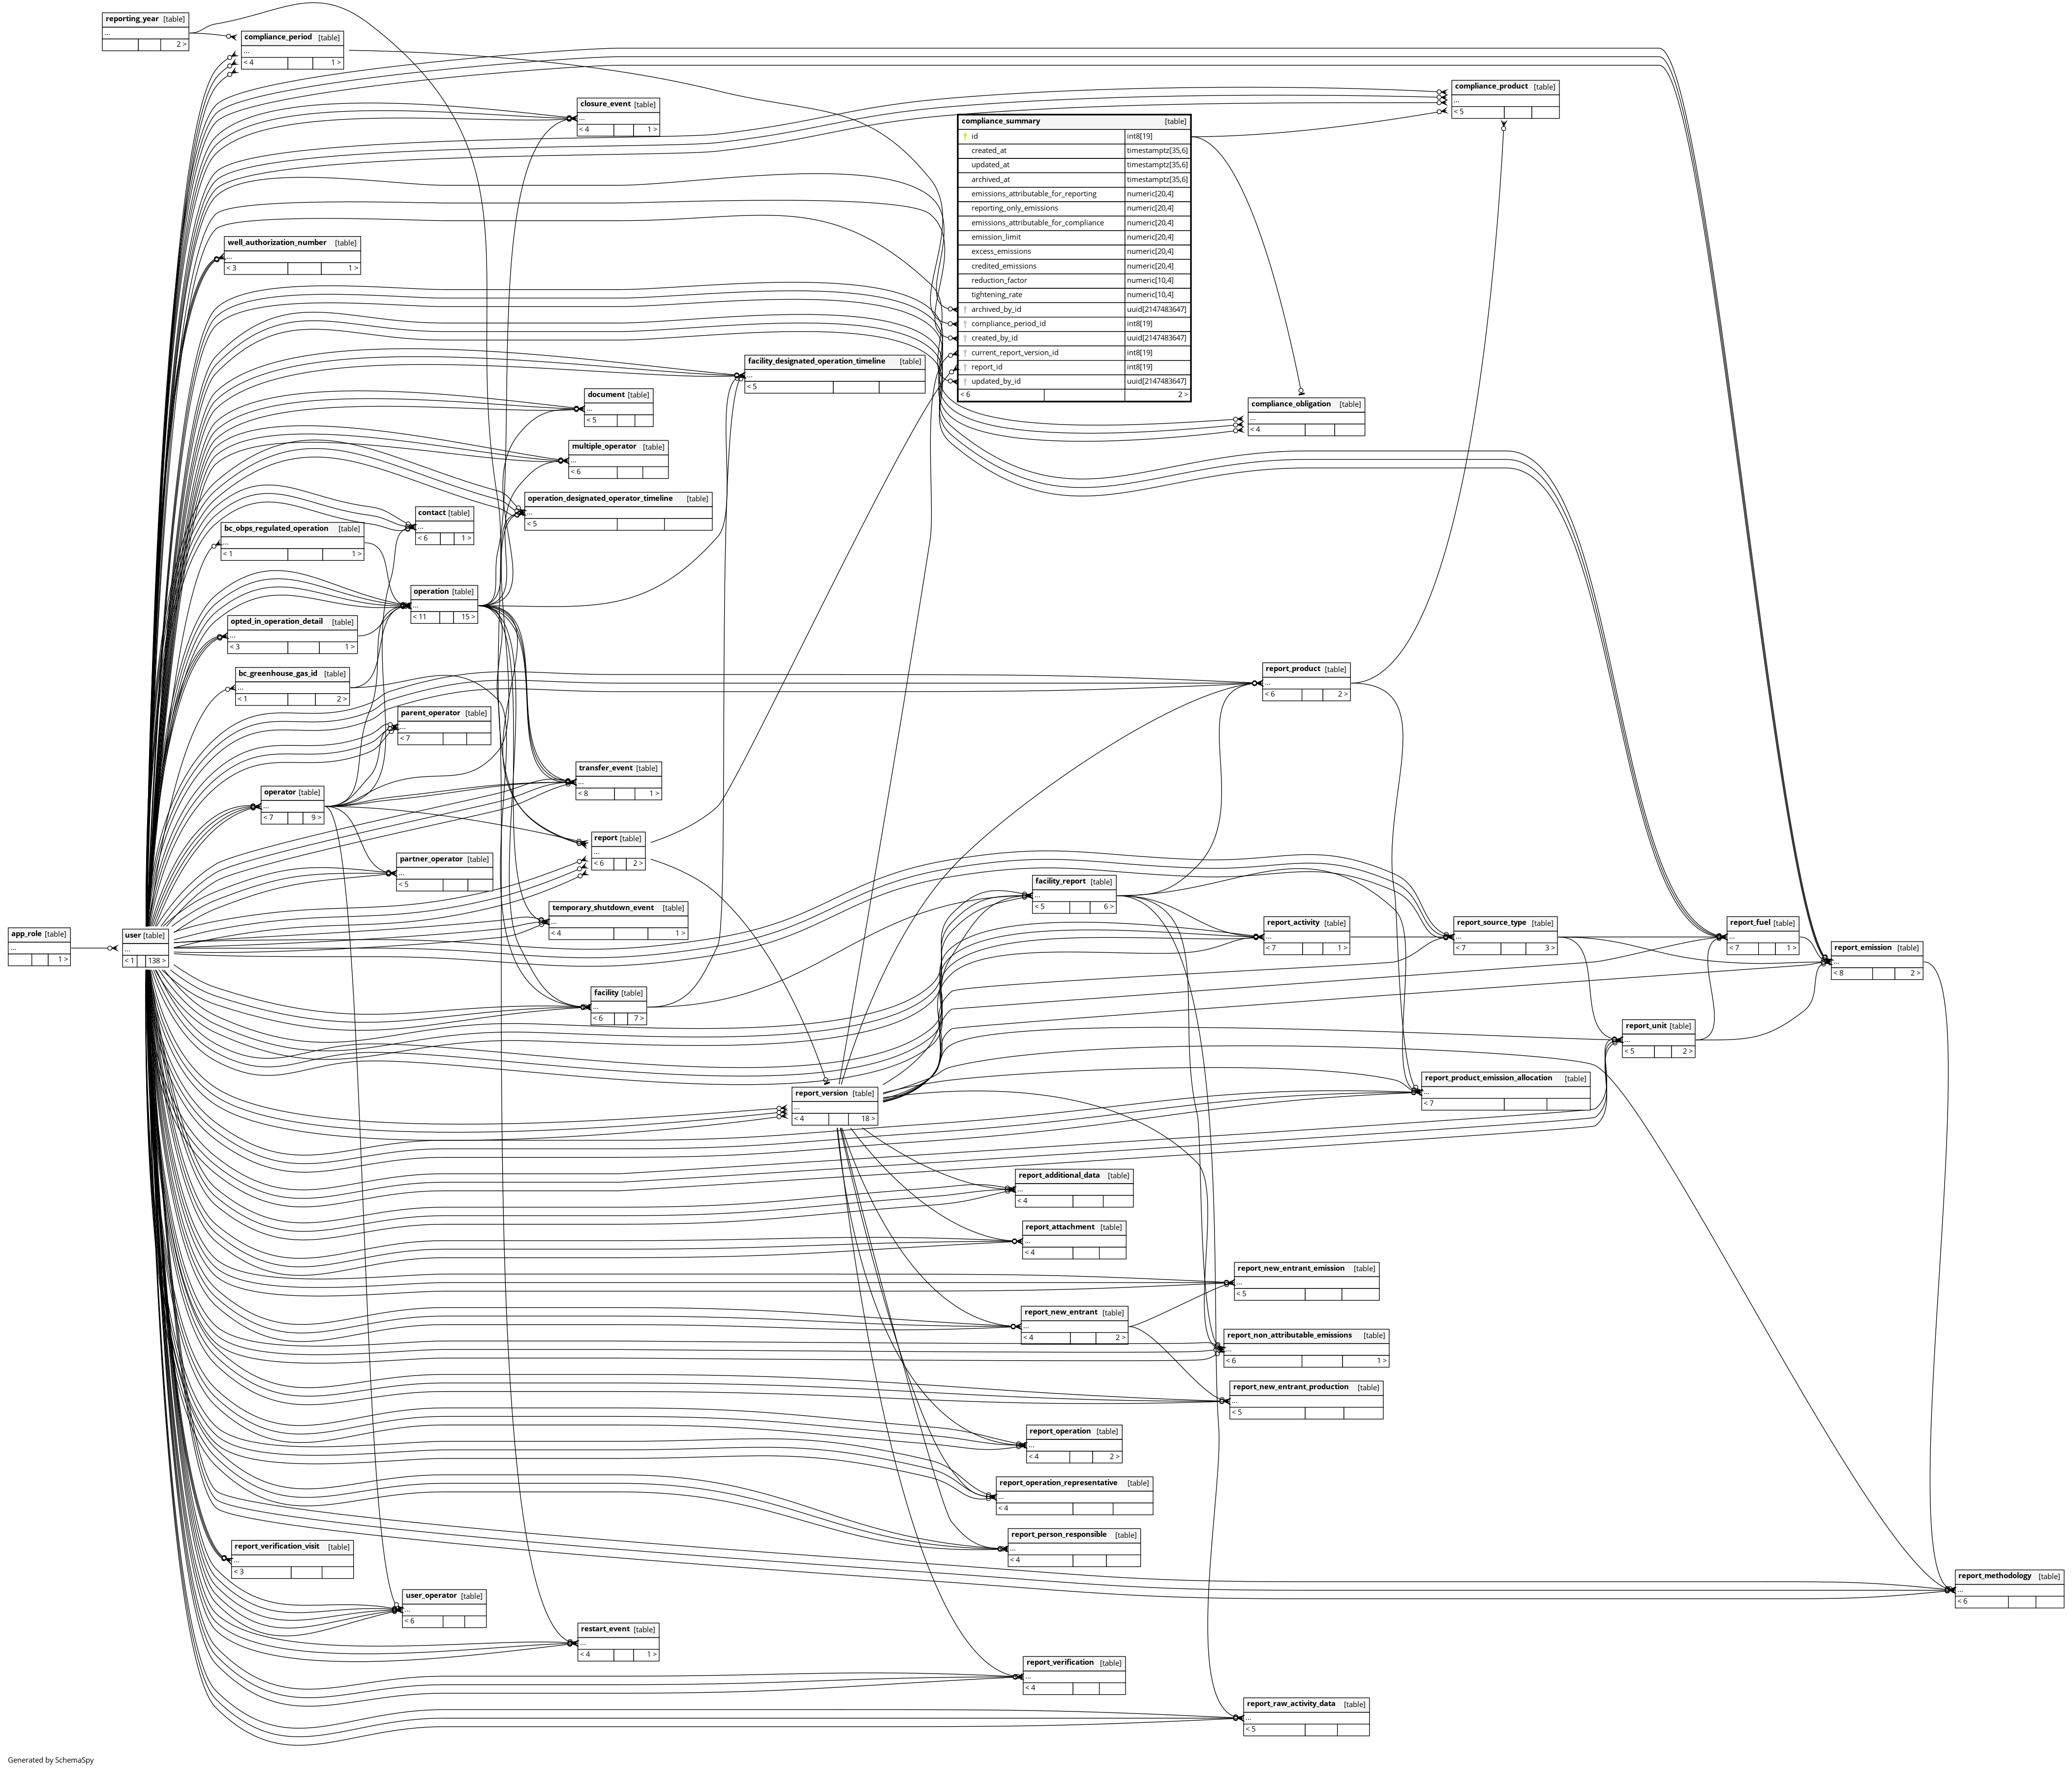 reporting_year [table]
...
2 >
compliance_period [table]
...
< 4 1 >
compliance_product [table]
...
< 5
closure_event [table]
...
< 4 1 >
compliance_summary [table]
id int8[19]
created_at timestamptz[35,6]
updated_at timestamptz[35,6]
archived_at timestamptz[35,6]
emissions_attributable_for_reporting numeric[20,4]
reporting_only_emissions numeric[20,4]
emissions_attributable_for_compliance numeric[20,4]
emission_limit numeric[20,4]
excess_emissions numeric[20,4]
credited_emissions numeric[20,4]
reduction_factor numeric[10,4]
tightening_rate numeric[10,4]
archived_by_id uuid[2147483647]
compliance_period_id int8[19]
created_by_id uuid[2147483647]
current_report_version_id int8[19]
report_id int8[19]
updated_by_id uuid[2147483647]
< 6 2 >
well_authorization_number [table]
...
< 3 1 >
facility_designated_operation_timeline [table]
...
< 5
document [table]
...
< 5
compliance_obligation [table]
...
< 4
multiple_operator [table]
...
< 6
operation_designated_operator_timeline [table]
...
< 5
contact [table]
...
< 6 1 >
bc_obps_regulated_operation [table]
...
< 1 1 >
operation [table]
...
< 11 15 >
opted_in_operation_detail [table]
...
< 3 1 >
bc_greenhouse_gas_id [table]
...
< 1 2 >
report_product [table]
...
< 6 2 >
parent_operator [table]
...
< 7
transfer_event [table]
...
< 8 1 >
operator [table]
...
< 7 9 >
report [table]
...
< 6 2 >
partner_operator [table]
...
< 5
facility_report [table]
...
< 5 6 >
temporary_shutdown_event [table]
...
< 4 1 >
report_activity [table]
...
< 7 1 >
report_source_type [table]
...
< 7 3 >
report_fuel [table]
...
< 7 1 >
app_role [table]
...
1 >
user [table]
...
< 1 138 >
report_emission [table]
...
< 8 2 >
facility [table]
...
< 6 7 >
report_unit [table]
...
< 5 2 >
report_product_emission_allocation [table]
...
< 7
report_version [table]
...
< 4 18 >
report_additional_data [table]
...
< 4
report_attachment [table]
...
< 4
report_new_entrant_emission [table]
...
< 5
report_new_entrant [table]
...
< 4 2 >
report_non_attributable_emissions [table]
...
< 6 1 >
report_new_entrant_production [table]
...
< 5
report_operation [table]
...
< 4 2 >
report_operation_representative [table]
...
< 4
report_person_responsible [table]
...
< 4
report_verification_visit [table]
...
< 3
report_methodology [table]
...
< 6
user_operator [table]
...
< 6
restart_event [table]
...
< 4 1 >
report_verification [table]
...
< 4
report_raw_activity_data [table]
...
< 5
Generated by SchemaSpy